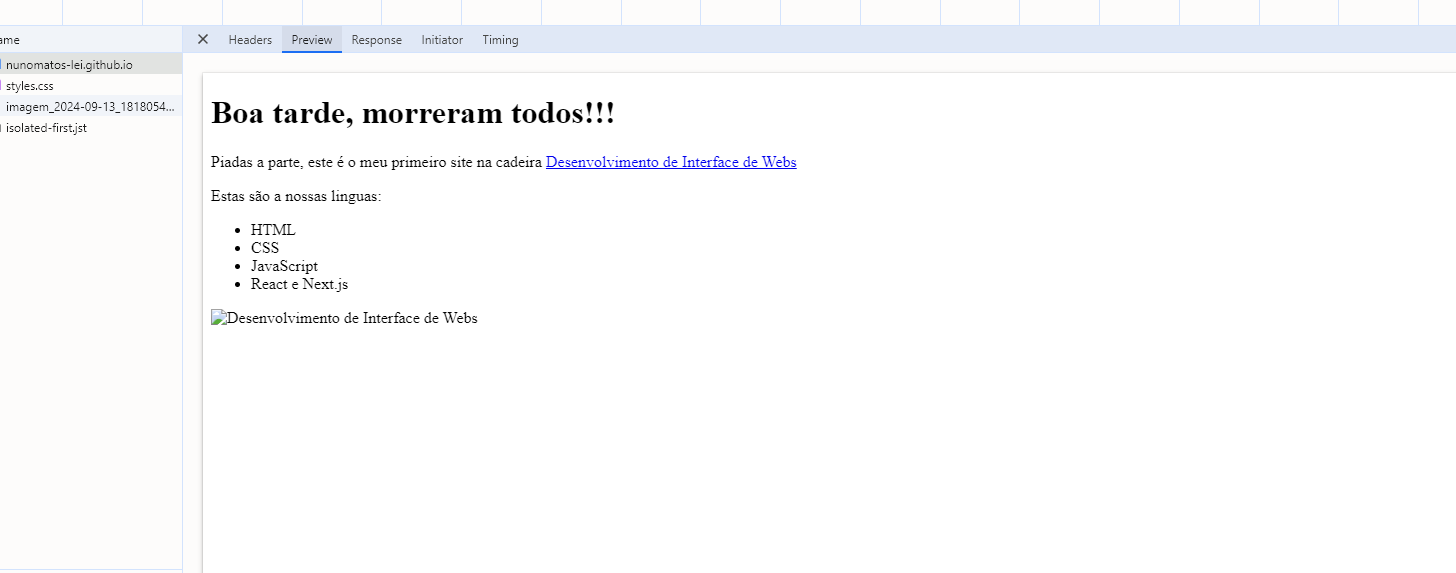 ame
Headers Preview Response Initiator Timing
nunomatos-lei.github.io
styles.css
imagem_2024-09-13_1818054...
isolated-first.jst
Boa tarde, morreram todos!!!
Piadas a parte, este é o meu primeiro site na cadeira Desenvolvimento de Interface de Webs
Estas são a nossas linguas:
HTML
CSS
JavaScript
React e Next.js
Desenvolvimento de Interface de Webs